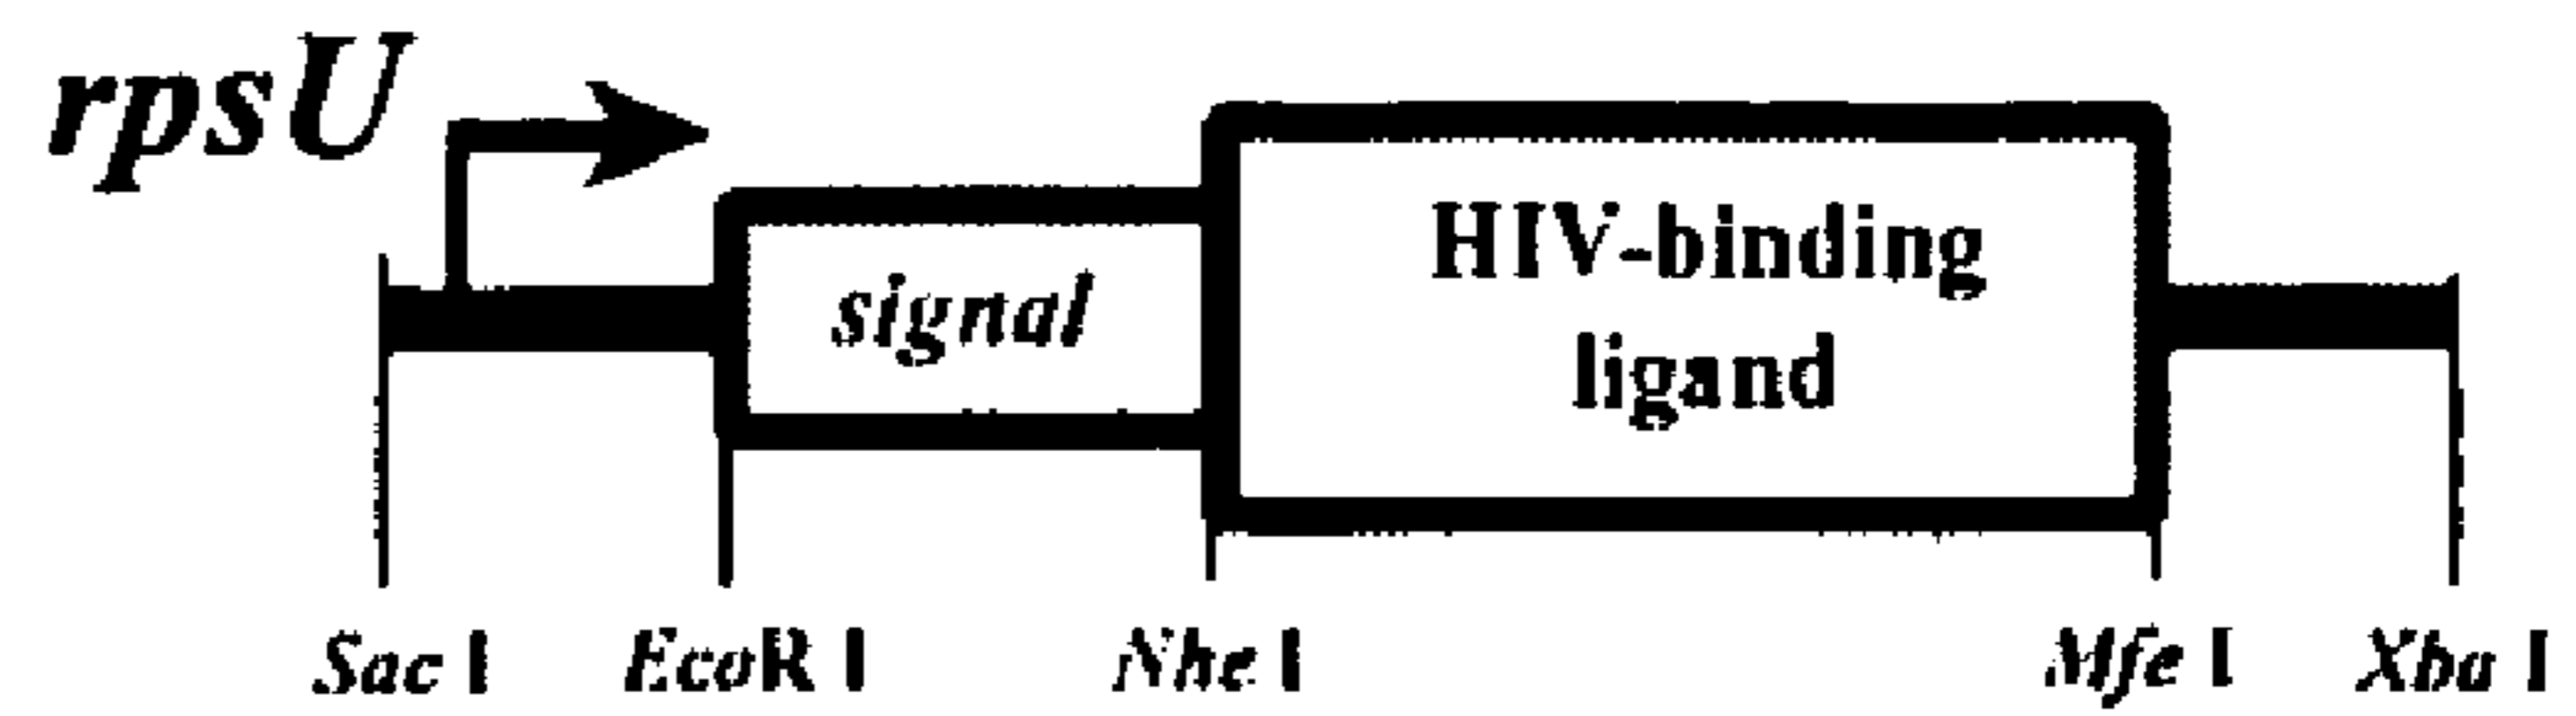 rpsU
signal
HIV-binding
ligand
Sac I
EcoR I
Nhe I
Mfe I
Xba I